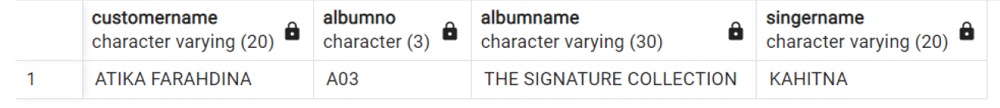 customername albumno albumname singername
character varying (20) character (3) character varying (30) character varying (20)
1 ATIKA FARAHDINA A03 THE SIGNATURE COLLECTION KAHITNA